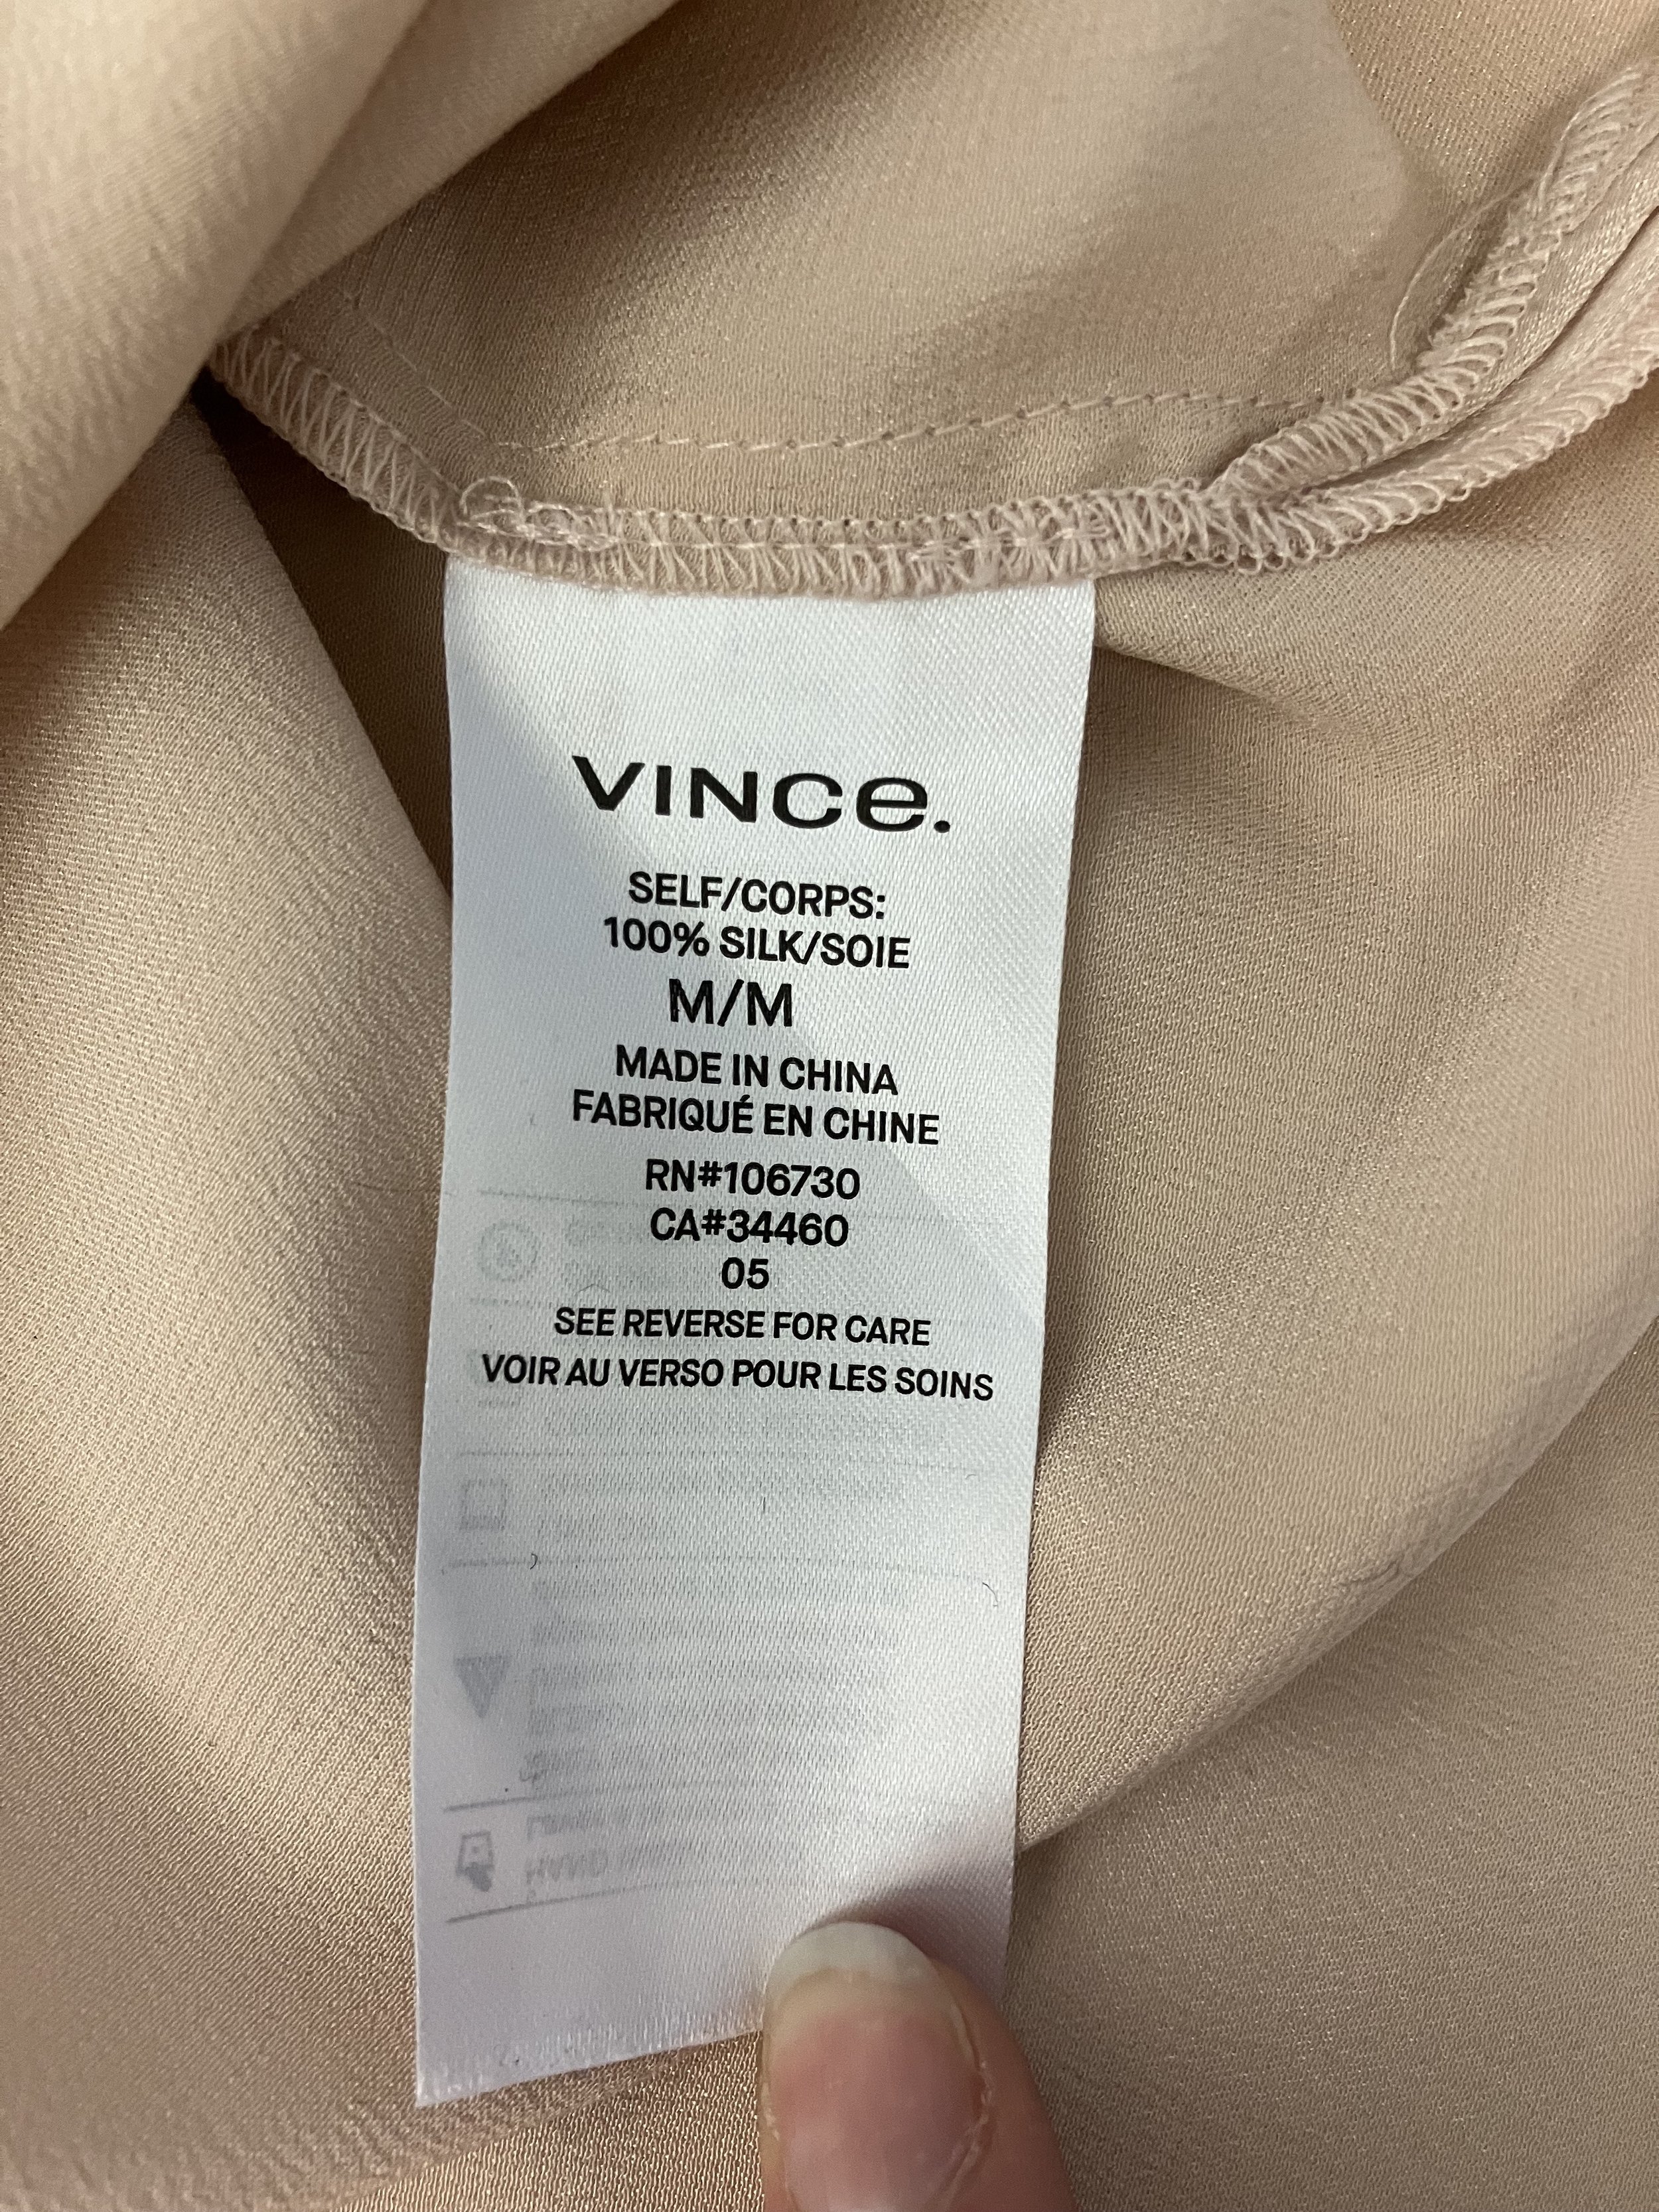 VINCE.
SELF/CORPS:
100% SILK/SOIE
M/M
MADE IN CHINA
FABRIQUÉ EN CHINE
RN#106730
CA#34460
05
SEE REVERSE FOR CARE
VOIR AU VERSO POUR LES SOINS